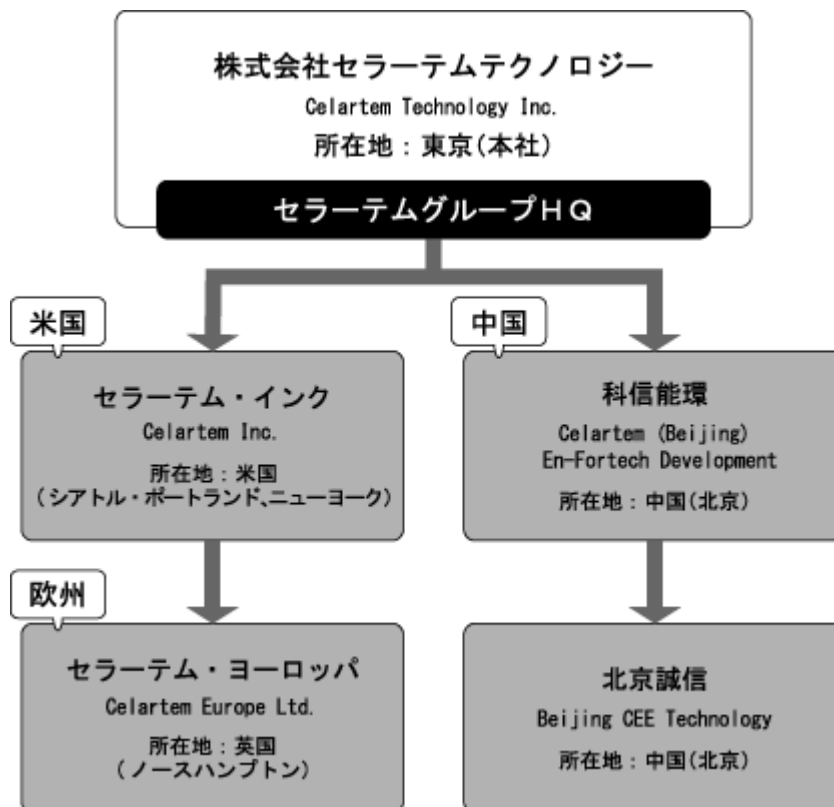 株式会社セラーテムテクノロジー
Celartem Technology Inc.
所在地：東京(本社)
セラーテムグループＨＱ
米国
セラーテム・インク
Celartem Inc.
所在地：米国
(シアトル・ポートランド、ニューヨーク)
中国
科信能環
Celartem (Beijing)
En-Fortech Development
所在地：中国(北京)
欧州
セラーテム・ヨーロッパ
Celartem Europe Ltd.
所在地：英国
(ノースハンプトン)
北京誠信
Beijing CEE Technology
所在地：中国(北京)